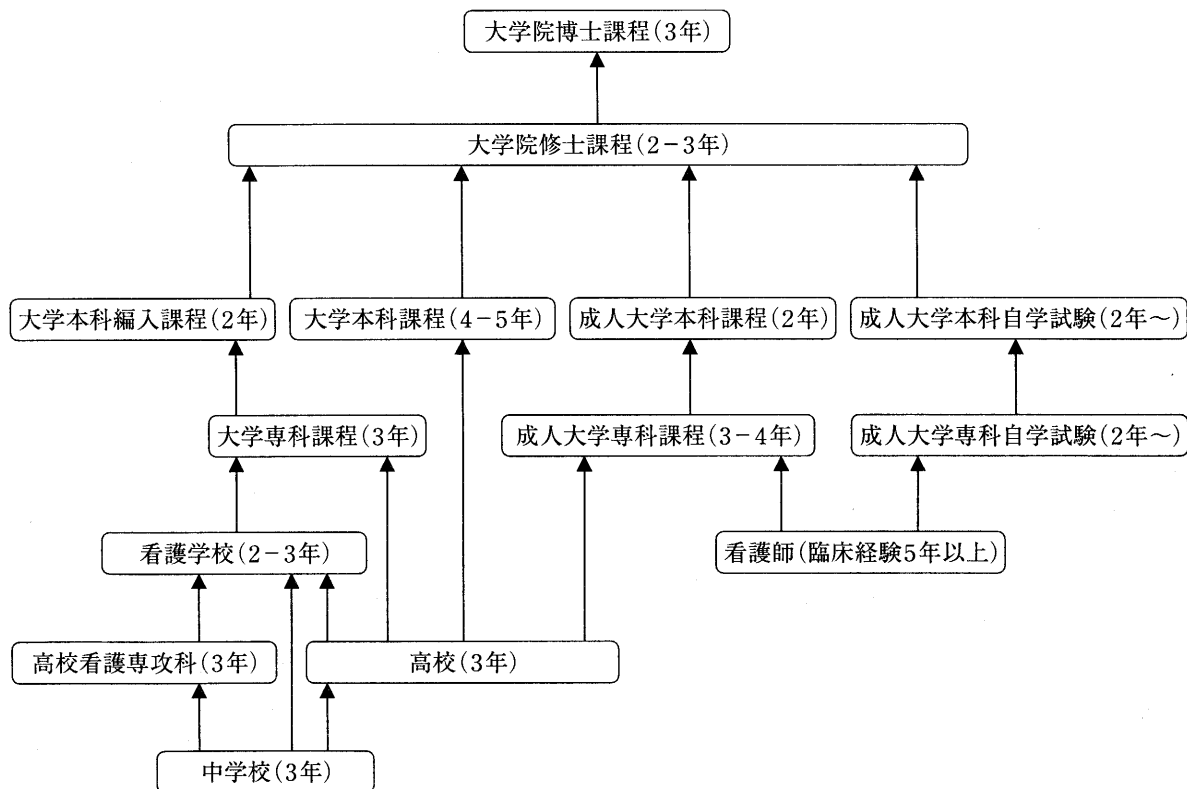 大学院博士課程(3年)
大学院修士課程(2-3年)
大学本科編入課程(2年)
大学本科課程(4-5年)
成人大学本科課程(2年)
成人大学本科自学試験(2年〜)
大学専科課程(3年)
成人大学専科課程(3-4年)
成人大学専科自学試験(2年〜)
看護学校(2-3年)
看護師(臨床経験5年以上)
高校看護専攻科(3年)
高校(3年)
中学校(3年)